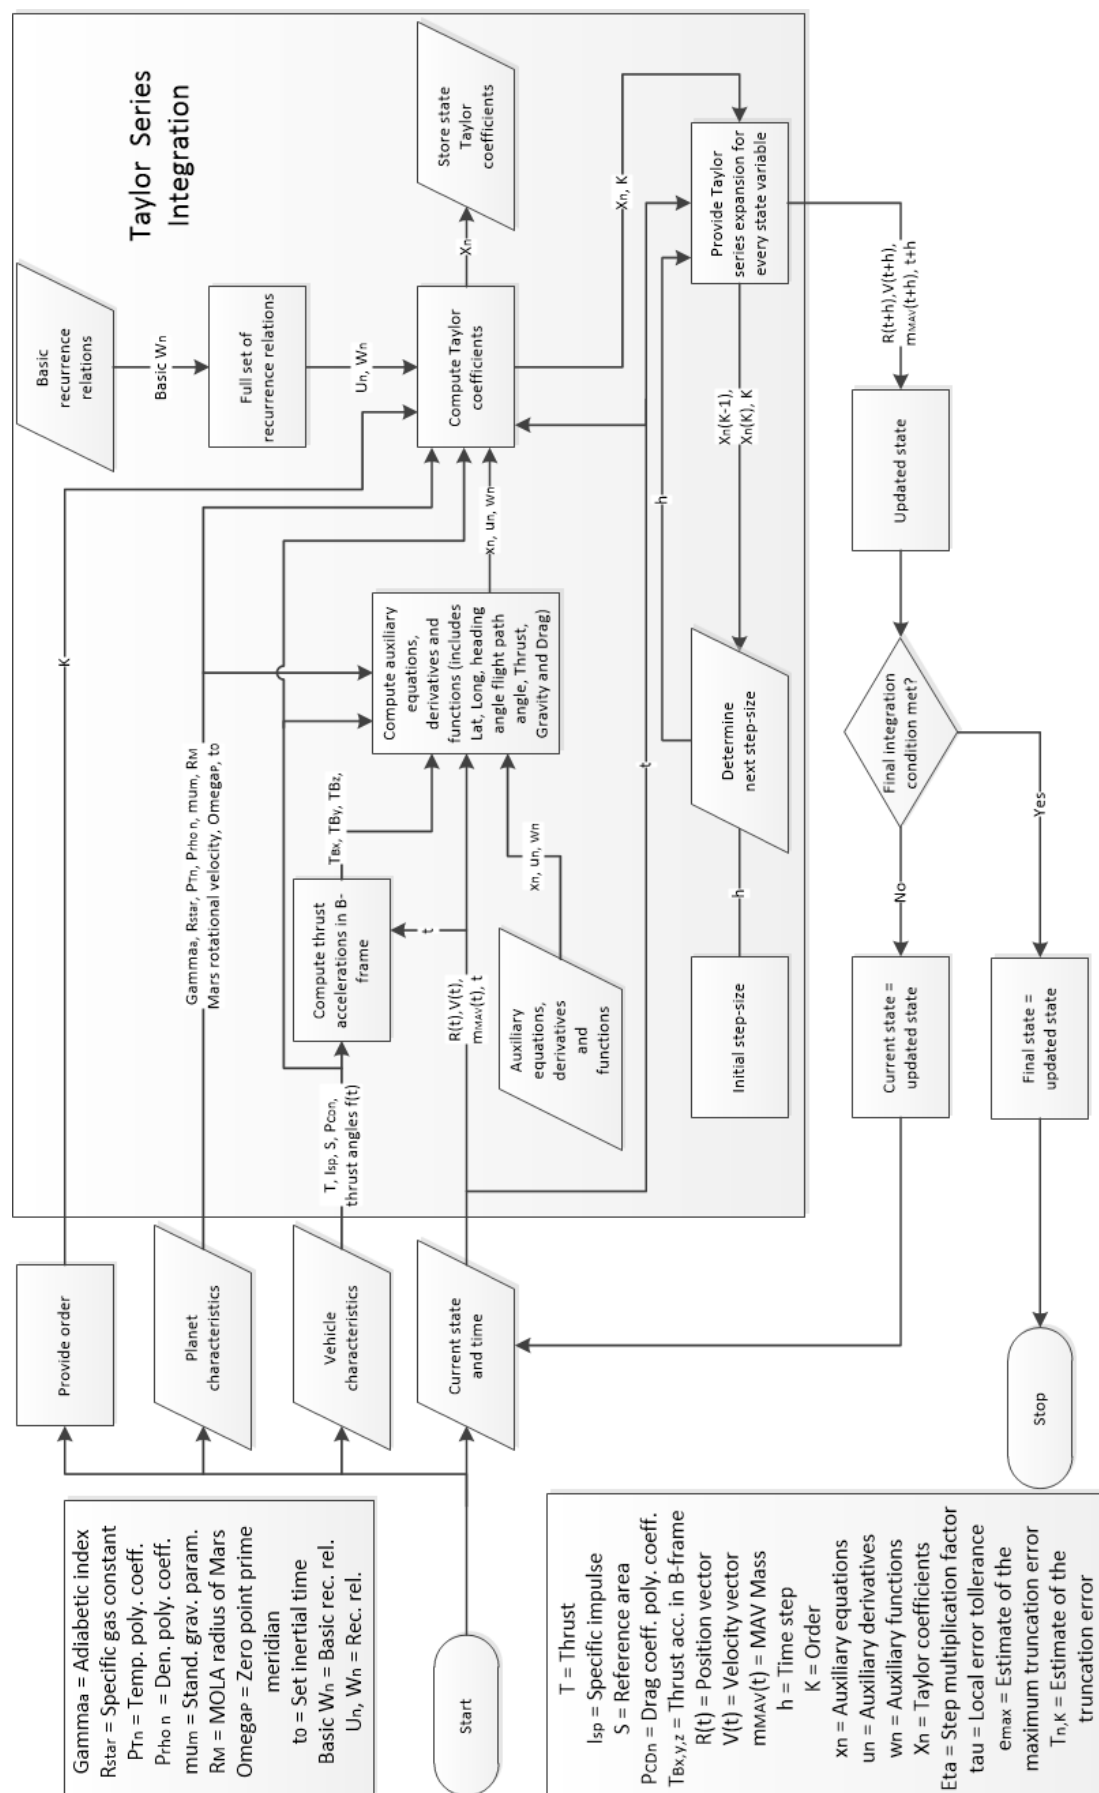 Taylor Series
Integration
Gammaa = Adiabetic index
Rstar = Specific gas constant
PTn = Temp. poly. coeff.
Prho n = Den. poly. coeff.
mum = Stand. grav. param.
RM = MOLA radius of Mars
OmegaP = Zero point prime
meridian
to = Set inertial time
Basic Wn = Basic rec. rel.
Un, Wn = Rec. rel.
Start
T = Thrust
Isp = Specific impulse
S = Reference area
PCDn = Drag coeff. poly. coeff.
TBx,y,z = Thrust acc. in B-frame
R(t) = Position vector
V(t) = Velocity vector
mMAV(t) = MAV Mass
h = Time step
K = Order
xn = Auxiliary equations
un = Auxiliary derivatives
wn = Auxiliary functions
Xn = Taylor coefficients
Eta = Step multiplication factor
tau = Local error tollerance
emax = Estimate of the
maximum truncation error
Tn,K = Estimate of the
truncation error
Provide order
Planet
characteristics
Vehicle
characteristics
Current state
and time
K
Gammaa, Rstar, PTn, Prho n, mum, RM
Mars rotational velocity, OmegaP, to
T, Isp, S, PCDn,
thrust angles f(t)
R(t),V(t),
mMAV(t), t
Compute thrust
accelerations in B-
frame
t
TBx, TBy, TBz,
Auxiliary
equations,
derivatives
and
functions
xn, un, wn
Compute auxiliary
equations,
derivatives and
functions (includes
Lat, Long, heading
angle flight path
angle, Thrust,
Gravity and Drag)
xn, un, wn
Basic
recurrence
relations
Basic Wn
Full set of
recurrence relations
Un, Wn
Compute Taylor
coefficients
Xn
Store state
Taylor
coefficients
Xn, K
t
Provide Taylor
series expansion for
every state variable
h
Xn(K-1),
Xn(K), K
Initial step-size
h
Determine
next step-size
R(t+h),V(t+h),
mMAV(t+h), t+h
Updated state
Final integration
condition met?
No
Yes
Current state =
updated state
Final state =
updated state
Stop